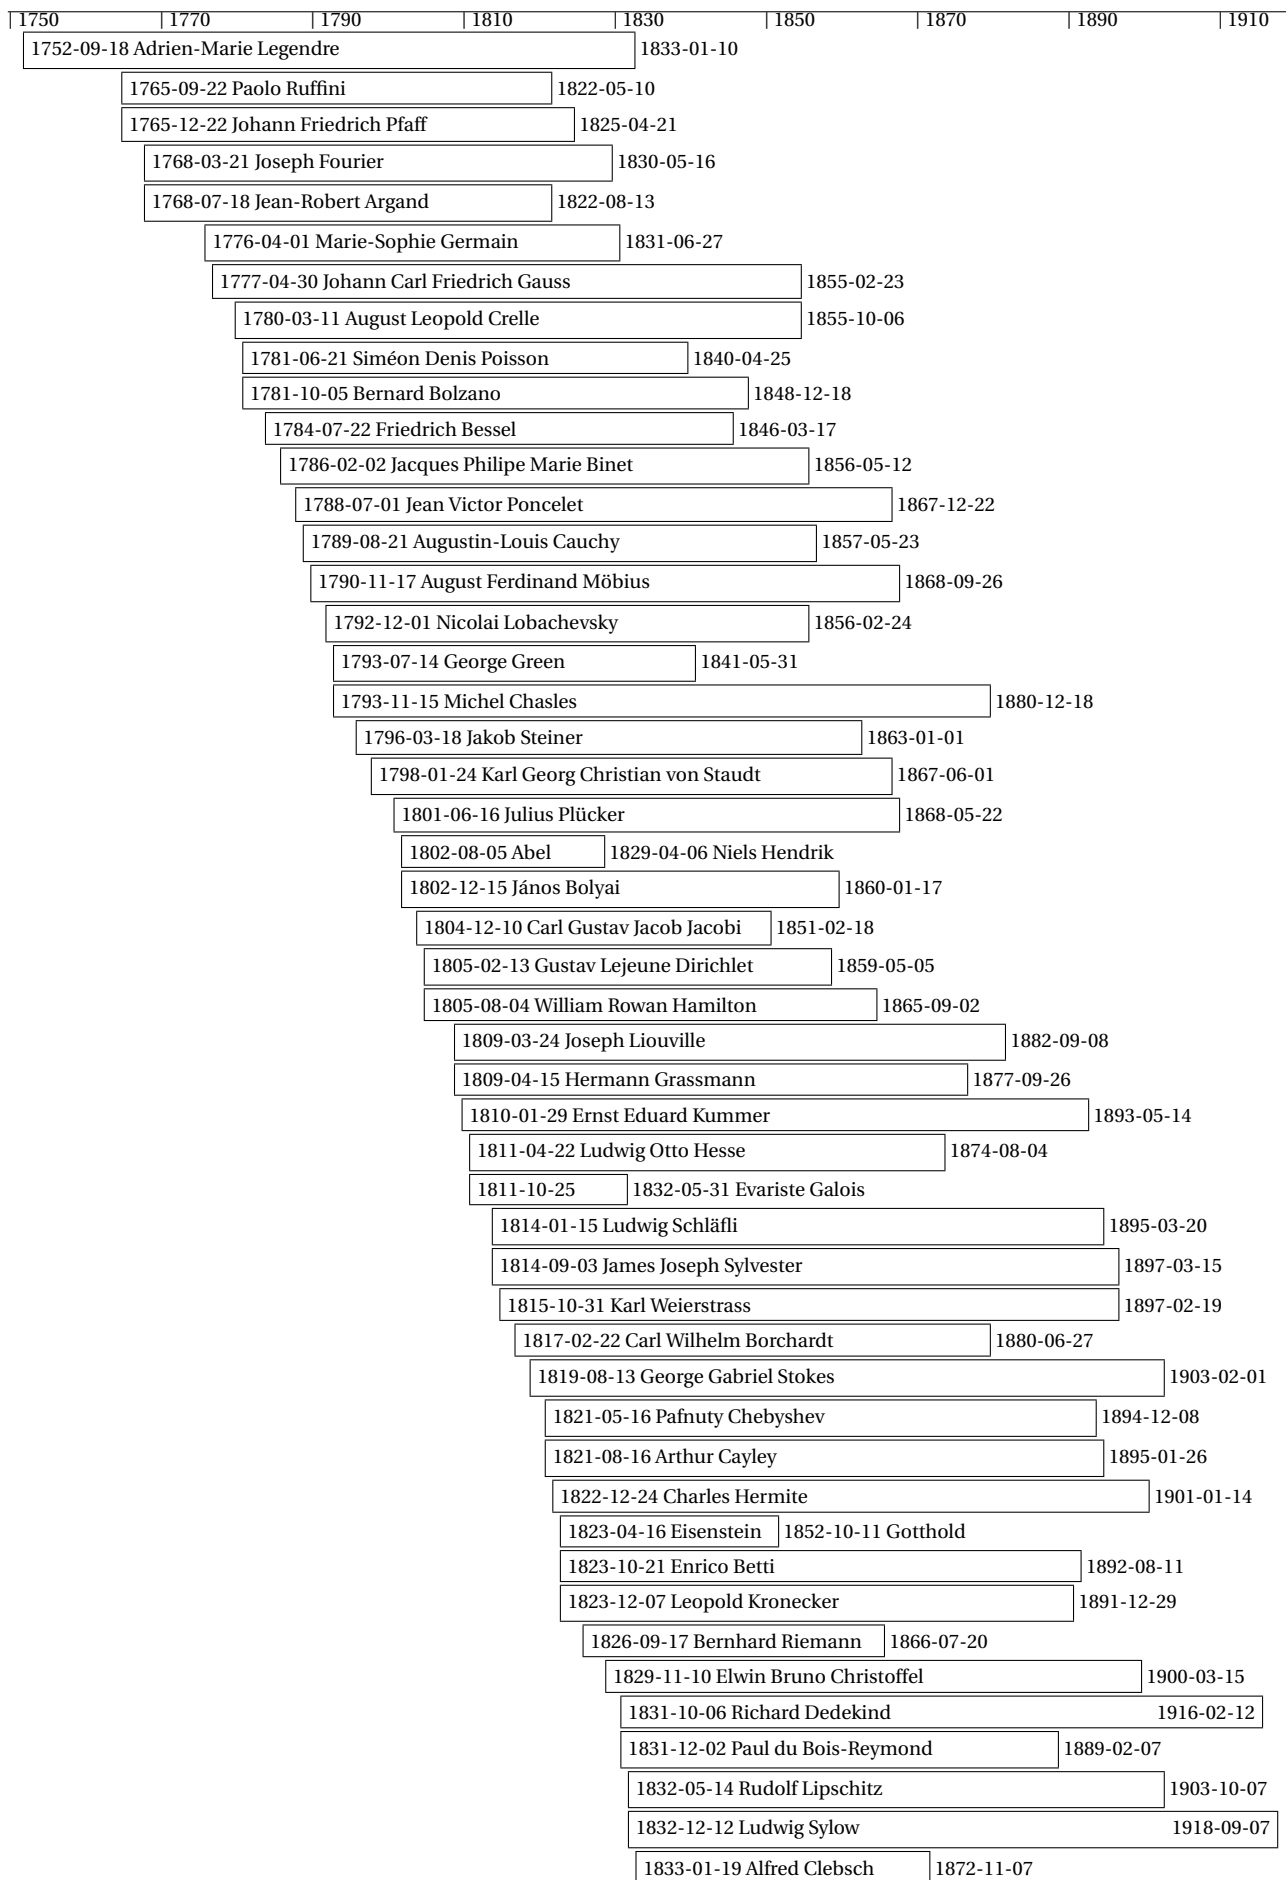 1750 1770 1790 1810 1830 1850 1870 1890 1910
1752-09-18 Adrien-Marie Legendre 1833-01-10
1765-09-22 Paolo Ruffini 1822-05-10
1765-12-22 Johann Friedrich Pfaff 1825-04-21
1768-03-21 Joseph Fourier 1830-05-16
1768-07-18 Jean-Robert Argand 1822-08-13
1776-04-01 Marie-Sophie Germain 1831-06-27
1777-04-30 Johann Carl Friedrich Gauss 1855-02-23
1780-03-11 August Leopold Crelle 1855-10-06
1781-06-21 Siméon Denis Poisson 1840-04-25
1781-10-05 Bernard Bolzano 1848-12-18
1784-07-22 Friedrich Bessel 1846-03-17
1786-02-02 Jacques Philipe Marie Binet 1856-05-12
1788-07-01 Jean Victor Poncelet 1867-12-22
1789-08-21 Augustin-Louis Cauchy 1857-05-23
1790-11-17 August Ferdinand Möbius 1868-09-26
1792-12-01 Nicolai Lobachevsky 1856-02-24
1793-07-14 George Green 1841-05-31
1793-11-15 Michel Chasles 1880-12-18
1796-03-18 Jakob Steiner 1863-01-01
1798-01-24 Karl Georg Christian von Staudt 1867-06-01
1801-06-16 Julius Plücker 1868-05-22
1802-08-05 Abel 1829-04-06 Niels Hendrik
1802-12-15 János Bolyai 1860-01-17
1804-12-10 Carl Gustav Jacob Jacobi 1851-02-18
1805-02-13 Gustav Lejeune Dirichlet 1859-05-05
1805-08-04 William Rowan Hamilton 1865-09-02
1809-03-24 Joseph Liouville 1882-09-08
1809-04-15 Hermann Grassmann 1877-09-26
1810-01-29 Ernst Eduard Kummer 1893-05-14
1811-04-22 Ludwig Otto Hesse 1874-08-04
1811-10-25 1832-05-31 Evariste Galois
1814-01-15 Ludwig Schläfli 1895-03-20
1814-09-03 James Joseph Sylvester 1897-03-15
1815-10-31 Karl Weierstrass 1897-02-19
1817-02-22 Carl Wilhelm Borchardt 1880-06-27
1819-08-13 George Gabriel Stokes 1903-02-01
1821-05-16 Pafnuty Chebyshev 1894-12-08
1821-08-16 Arthur Cayley 1895-01-26
1822-12-24 Charles Hermite 1901-01-14
1823-04-16 Eisenstein 1852-10-11 Gotthold
1823-10-21 Enrico Betti 1892-08-11
1823-12-07 Leopold Kronecker 1891-12-29
1826-09-17 Bernhard Riemann 1866-07-20
1829-11-10 Elwin Bruno Christoffel 1900-03-15
1831-10-06 Richard Dedekind 1916-02-12
1831-12-02 Paul du Bois-Reymond 1889-02-07
1832-05-14 Rudolf Lipschitz 1903-10-07
1832-12-12 Ludwig Sylow 1918-09-07
1833-01-19 Alfred Clebsch 1872-11-07